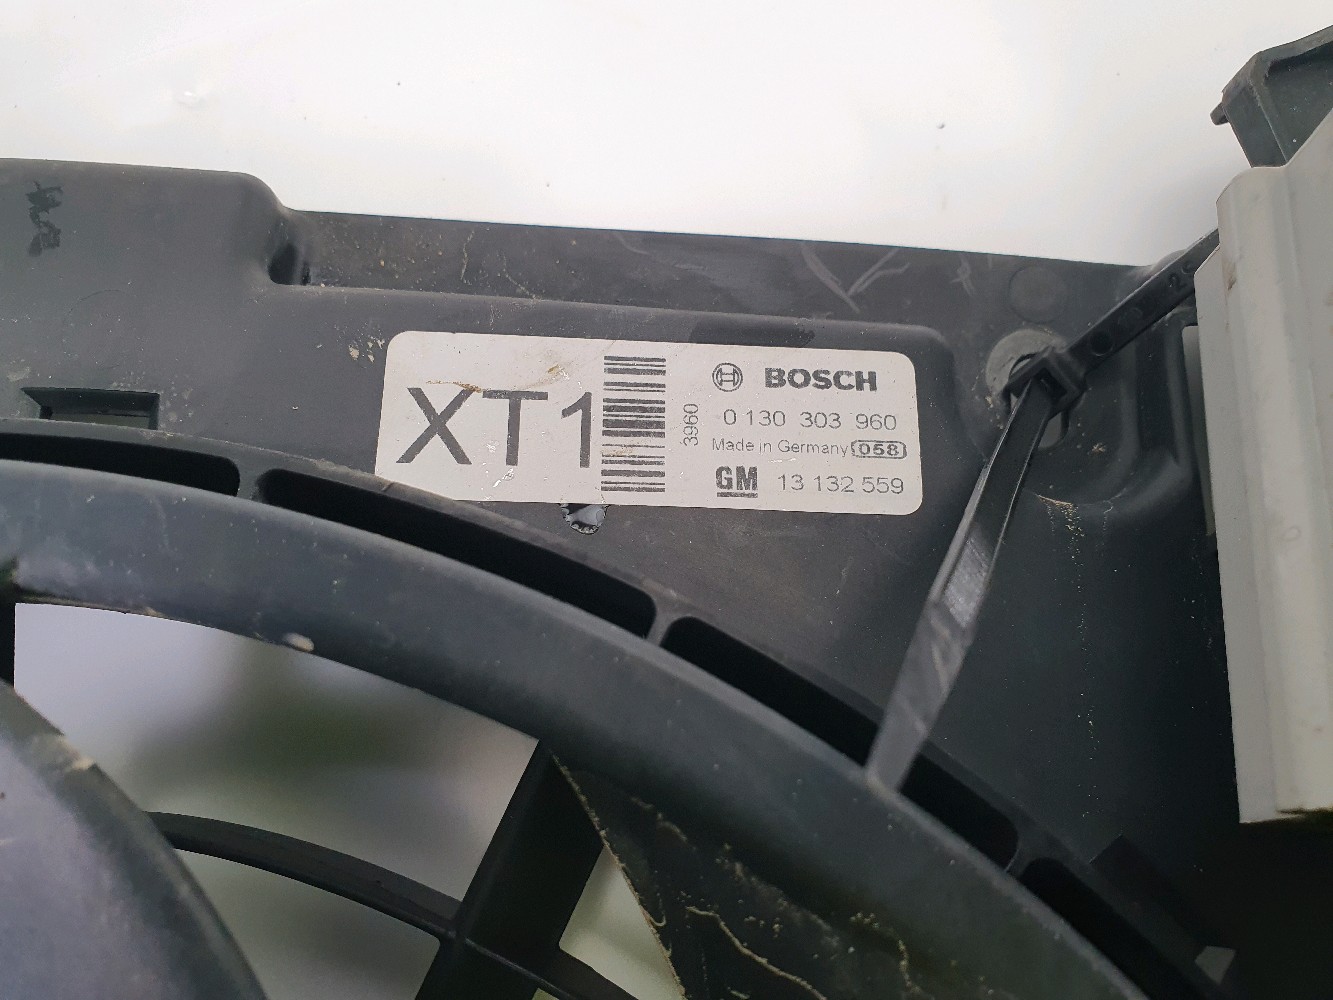 XT1
3960
BOSCH
0 130 303 960
Made in Germany 058
GM 13 132 559